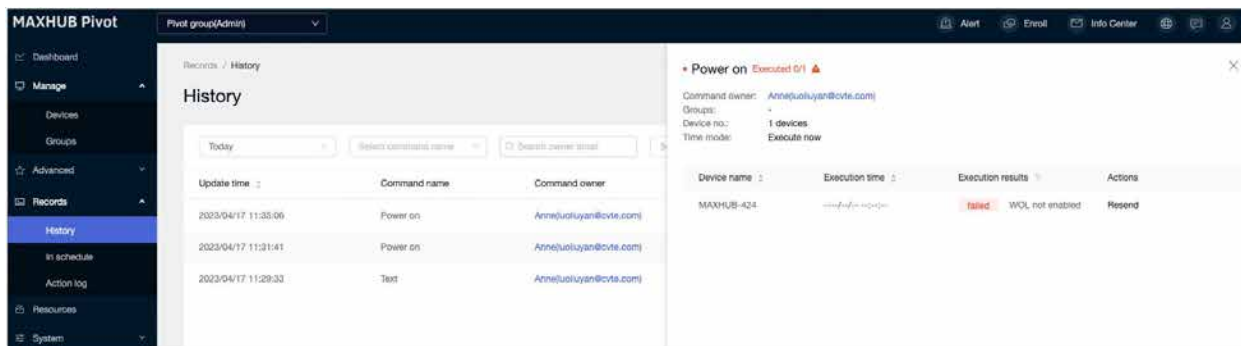 MAXHUB Pivot
Pivot group(Admin)
Alert
Enroll
Info Center
Dashboard
Manage
Devices
Groups
Advanced
Records
History
In schedule
Action log
Resources
System
Records / History
History
Today
Select command name
Search owner email
Update time
Command name
Command owner
2023/04/17 11:33:06
Power on
Anne(luoliuyan@cvte.com)
2023/04/17 11:31:41
Power on
Anne(luoliuyan@cvte.com)
2023/04/17 11:29:33
Text
Anne(luoliuyan@cvte.com)
Power on Executed 0/1
Command owner: Anne(luoliuyan@cvte.com)
Groups: -
Device no.: 1 devices
Time mode: Execute now
Device name
Execution time
Execution results
Actions
MAXHUB-424
----/--/-- --:--:--
failed
WOL not enabled
Resend